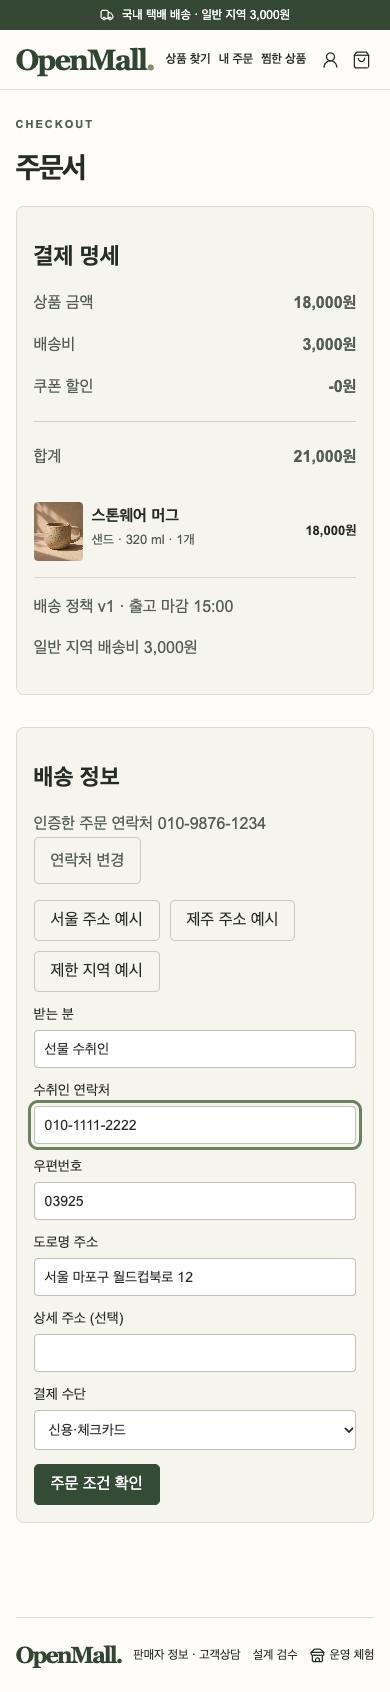 국내 택배 배송 · 일반 지역 3,000원
OpenMall. 상품 찾기 내 주문 찜한 상품
CHECKOUT
주문서
결제 명세
상품 금액 18,000원
배송비 3,000원
쿠폰 할인 -0원
합계 21,000원
스톤웨어 머그
샌드 · 320 ml · 1개 18,000원
배송 정책 v1 · 출고 마감 15:00
일반 지역 배송비 3,000원
배송 정보
인증한 주문 연락처 010-9876-1234
연락처 변경
서울 주소 예시 제주 주소 예시
제한 지역 예시
받는 분
선물 수취인
수취인 연락처
010-1111-2222
우편번호
03925
도로명 주소
서울 마포구 월드컵북로 12
상세 주소 (선택)
결제 수단
신용·체크카드
주문 조건 확인
OpenMall. 판매자 정보 · 고객상담 설계 검수 운영 체험